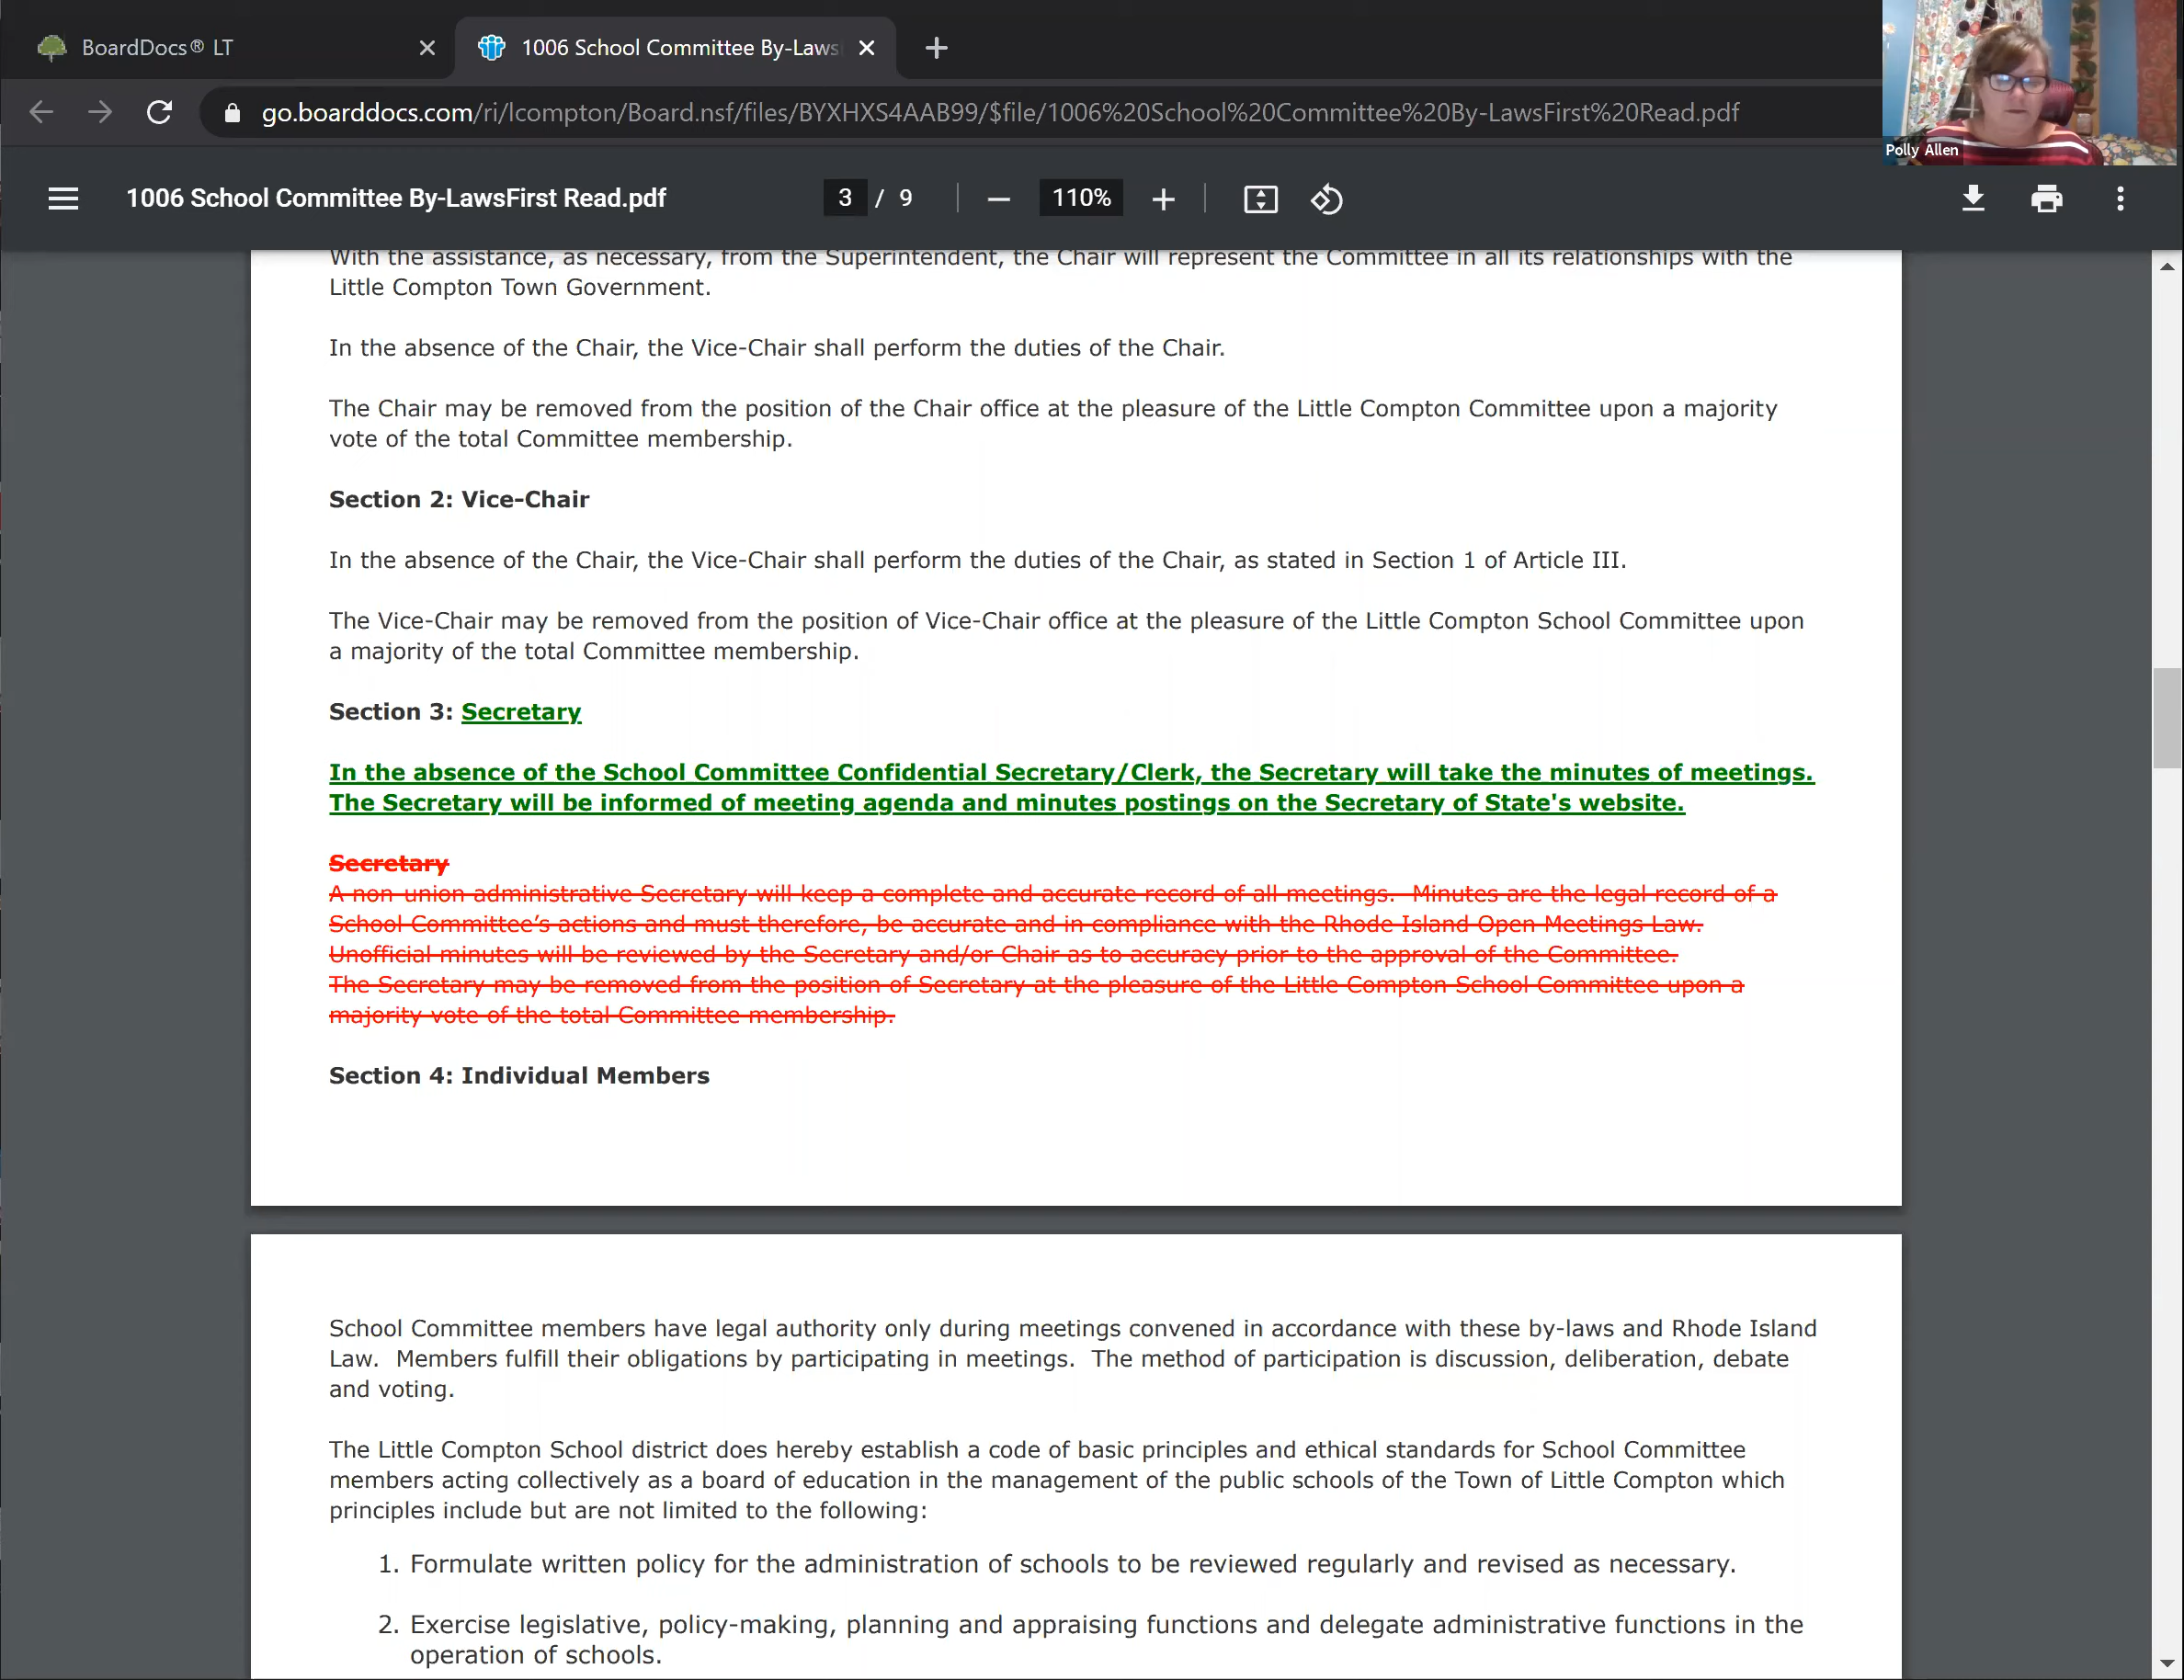 BoardDocs® LT
1006 School Committee By-Laws
go.boarddocs.com/ri/lcompton/Board.nsf/files/BYXHXS4AAB99/$file/1006%20School%20Committee%20By-LawsFirst%20Read.pdf
Polly Allen
1006 School Committee By-LawsFirst Read.pdf
3 / 9
110%
With the assistance, as necessary, from the Superintendent, the Chair will represent the Committee in all its relationships with the
Little Compton Town Government.
In the absence of the Chair, the Vice-Chair shall perform the duties of the Chair.
The Chair may be removed from the position of the Chair office at the pleasure of the Little Compton Committee upon a majority
vote of the total Committee membership.
Section 2: Vice-Chair
In the absence of the Chair, the Vice-Chair shall perform the duties of the Chair, as stated in Section 1 of Article III.
The Vice-Chair may be removed from the position of Vice-Chair office at the pleasure of the Little Compton School Committee upon
a majority of the total Committee membership.
Section 3: Secretary
In the absence of the School Committee Confidential Secretary/Clerk, the Secretary will take the minutes of meetings.
The Secretary will be informed of meeting agenda and minutes postings on the Secretary of State's website.
Secretary
A non-union administrative Secretary will keep a complete and accurate record of all meetings. Minutes are the legal record of a
School Committee’s actions and must therefore, be accurate and in compliance with the Rhode Island Open Meetings Law.
Unofficial minutes will be reviewed by the Secretary and/or Chair as to accuracy prior to the approval of the Committee.
The Secretary may be removed from the position of Secretary at the pleasure of the Little Compton School Committee upon a
majority vote of the total Committee membership.
Section 4: Individual Members
School Committee members have legal authority only during meetings convened in accordance with these by-laws and Rhode Island
Law. Members fulfill their obligations by participating in meetings. The method of participation is discussion, deliberation, debate
and voting.
The Little Compton School district does hereby establish a code of basic principles and ethical standards for School Committee
members acting collectively as a board of education in the management of the public schools of the Town of Little Compton which
principles include but are not limited to the following:
1. Formulate written policy for the administration of schools to be reviewed regularly and revised as necessary.
2. Exercise legislative, policy-making, planning and appraising functions and delegate administrative functions in the
operation of schools.